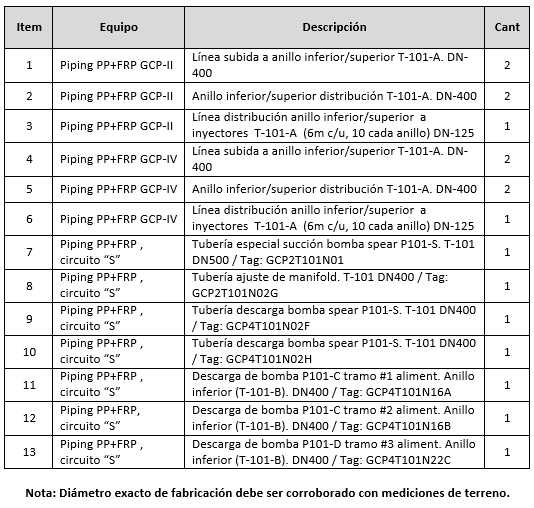 Item Equipo Descripción Cant
1 Piping PP+FRP GCP-II Línea subida a anillo inferior/superior T-101-A. DN-
400 2
2 Piping PP+FRP GCP-II Anillo inferior/superior distribución T-101-A. DN-400 2
3 Piping PP+FRP GCP-II Línea distribución anillo inferior/superior a
inyectores T-101-A (6m c/u, 10 cada anillo) DN-125 1
4 Piping PP+FRP GCP-IV Línea subida a anillo inferior/superior T-101-A. DN-
400 2
5 Piping PP+FRP GCP-IV Anillo inferior/superior distribución T-101-A. DN-400 2
6 Piping PP+FRP GCP-IV Línea distribución anillo inferior/superior a
inyectores T-101-A (6m c/u, 10 cada anillo) DN-125 1
7 Piping PP+FRP , Tubería especial succión bomba spear P101-S. T-101
circuito “S” DN500 / Tag: GCP2T101N01 1
8 Piping PP+FRP , Tubería ajuste de manifold. T-101 DN400 / Tag:
circuito “S” GCP2T101N02G 1
9 Piping PP+FRP , Tubería descarga bomba spear P101-S. T-101 DN400
circuito “S” / Tag: GCP4T101N02F 1
10 Piping PP+FRP , Tubería descarga bomba spear P101-S. T-101 DN400
circuito “S” / Tag: GCP4T101N02H 1
11 Piping PP+FRP , Descarga de bomba P101-C tramo #1 aliment. Anillo
circuito “S” inferior (T-101-B). DN400 / Tag: GCP4T101N16A 1
12 Piping PP+FRP, Descarga de bomba P101-C tramo #2 aliment. Anillo
circuito “S” inferior (T-101-B). DN400 / Tag: GCP4T101N16B 1
13 Piping PP+FRP , Descarga de bomba P101-D tramo #3 aliment. Anillo
circuito “S” inferior (T-101-B). DN400 / Tag: GCP4T101N22C 1
Nota: Diámetro exacto de fabricación debe ser corroborado con mediciones de terreno.